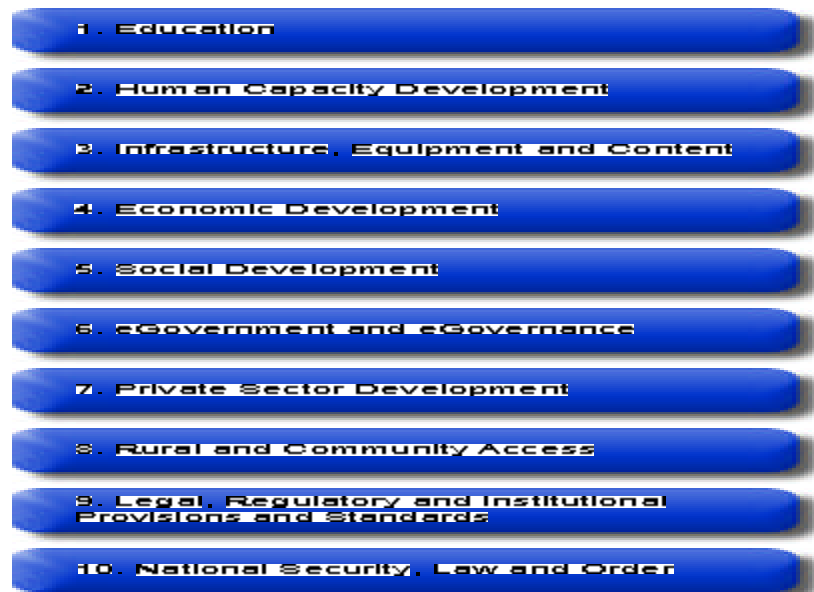 1. Education
2. Human Capacity Development
3. Infrastructure, Equipment and Content
4. Economic Development
5. Social Development
6. eGovernment and eGovernance
7. Private Sector Development
8. Rural and Community Access
9. Legal, Regulatory and Institutional
Provisions and Standards
10. National Security, Law and Order